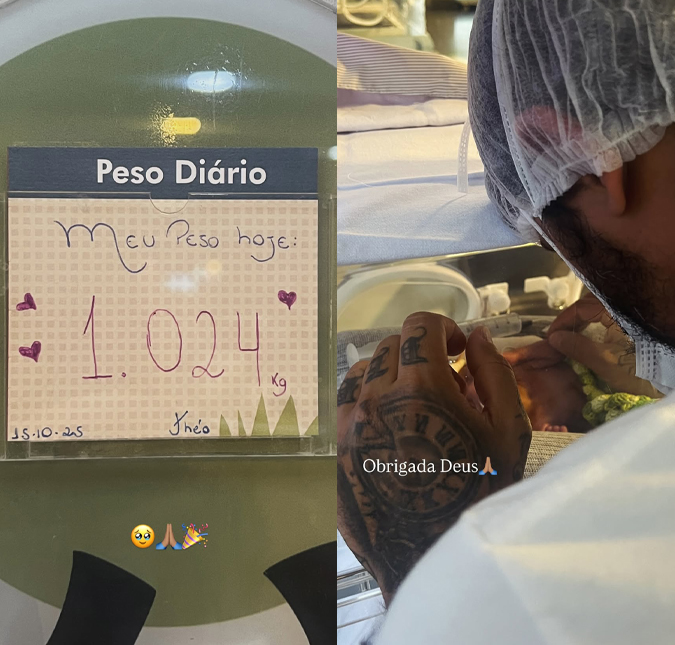 Peso Diário
Meu Peso hoje:
1.024 Kg
15.10.25 Théo
🥹🙏🏽🎉
Obrigada Deus🙏🏽